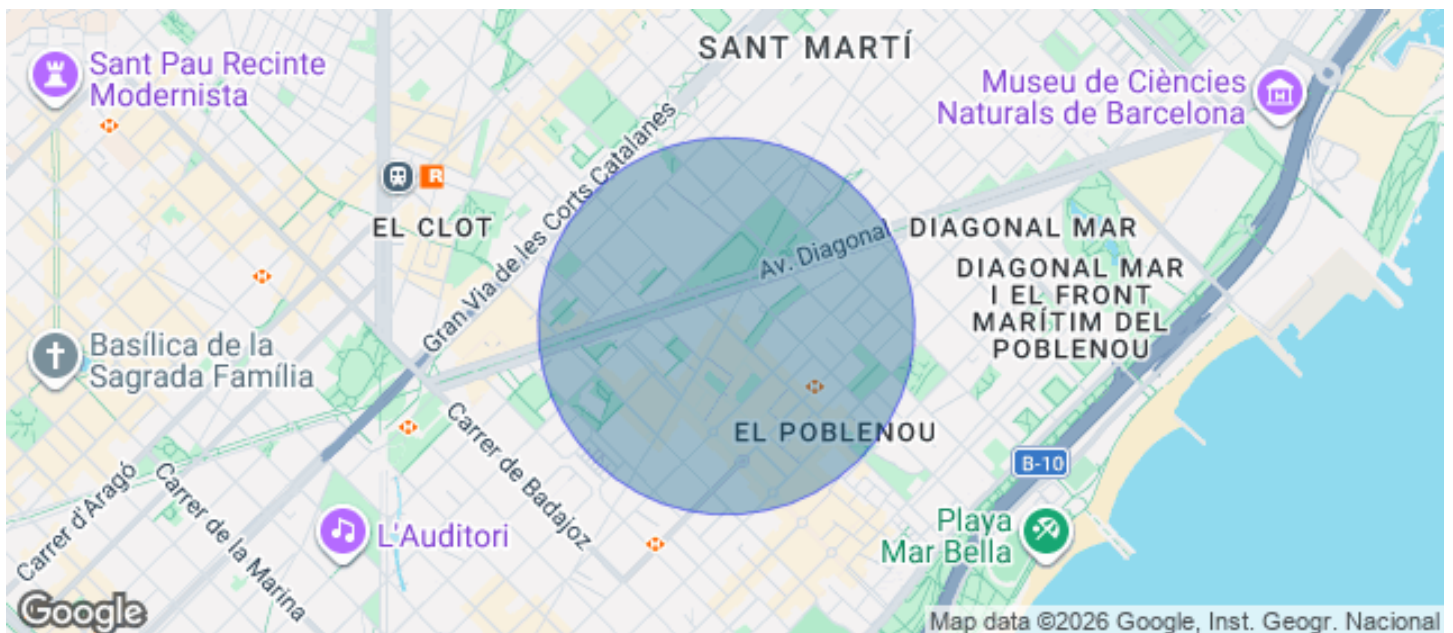 SANT MARTÍ
Sant Pau Recinte
Modernista
Museu de Ciències
Naturals de Barcelona
R
Gran Via de les Corts Catalanes
EL CLOT
Av. Diagonal
DIAGONAL MAR
DIAGONAL MAR
I EL FRONT
MARÍTIM DEL
POBLENOU
Basílica de la
Sagrada Família
EL POBLENOU
Carrer de Badajoz
B-10
Carrer d'Aragó
Carrer de la Marina
L'Auditori
Playa
Mar Bella
Google
Map data ©2026 Google, Inst. Geogr. Nacional